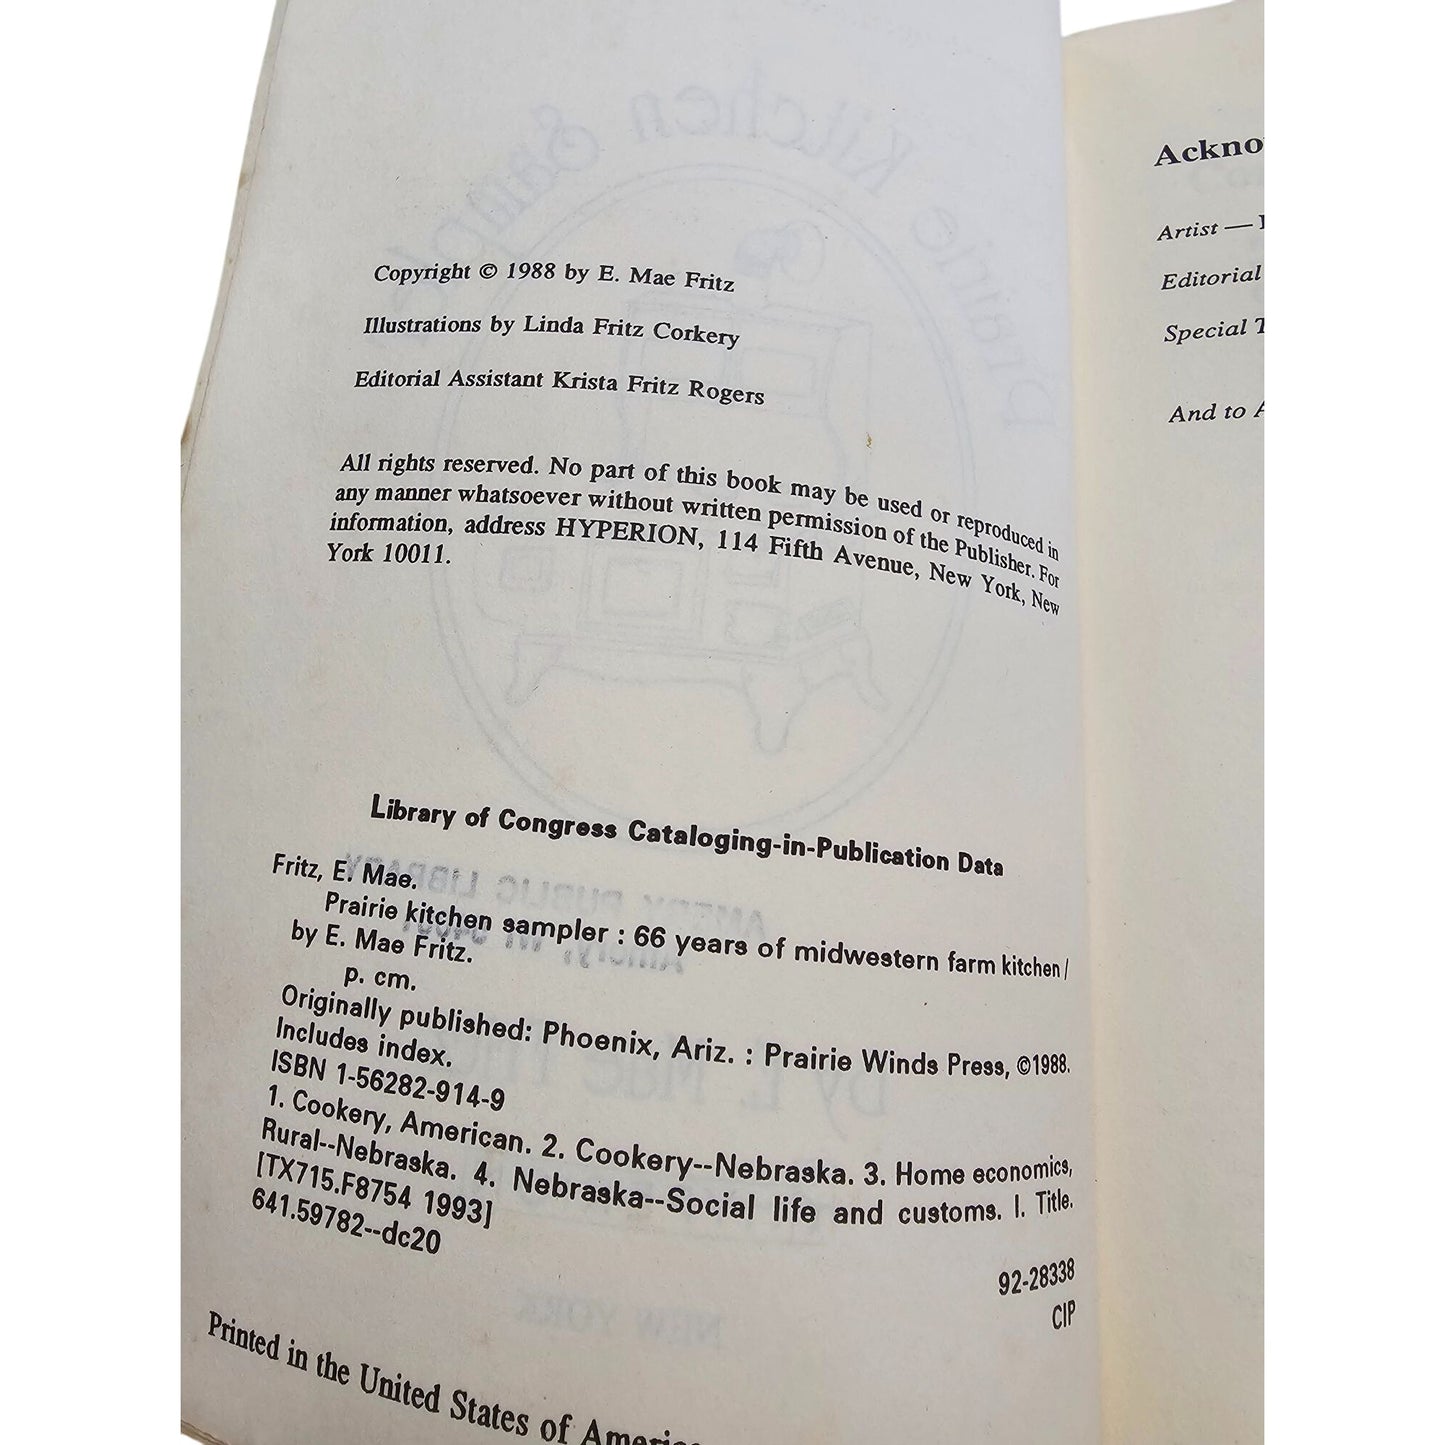 Copyright © 1988 by E. Mae Fritz
Illustrations by Linda Fritz Corkery
Editorial Assistant Krista Fritz Rogers
All rights reserved. No part of this book may be used or reproduced in
any manner whatsoever without written permission of the Publisher. For
information, address HYPERION, 114 Fifth Avenue, New York, New
York 10011.
Library of Congress Cataloging-in-Publication Data
Fritz, E. Mae.
Prairie kitchen sampler : 66 years of midwestern farm kitchen /
by E. Mae Fritz.
p. cm.
Originally published: Phoenix, Ariz. : Prairie Winds Press, ©1988.
Includes index.
ISBN 1-56282-914-9
1. Cookery, American. 2. Cookery--Nebraska. 3. Home economics,
Rural--Nebraska. 4. Nebraska--Social life and customs. I. Title.
[TX715.F8754 1993]
641.59782--dc20
92-28338
CIP
Printed in the United States of America
Ackno
Artist —
Editorial
Special T
And to A